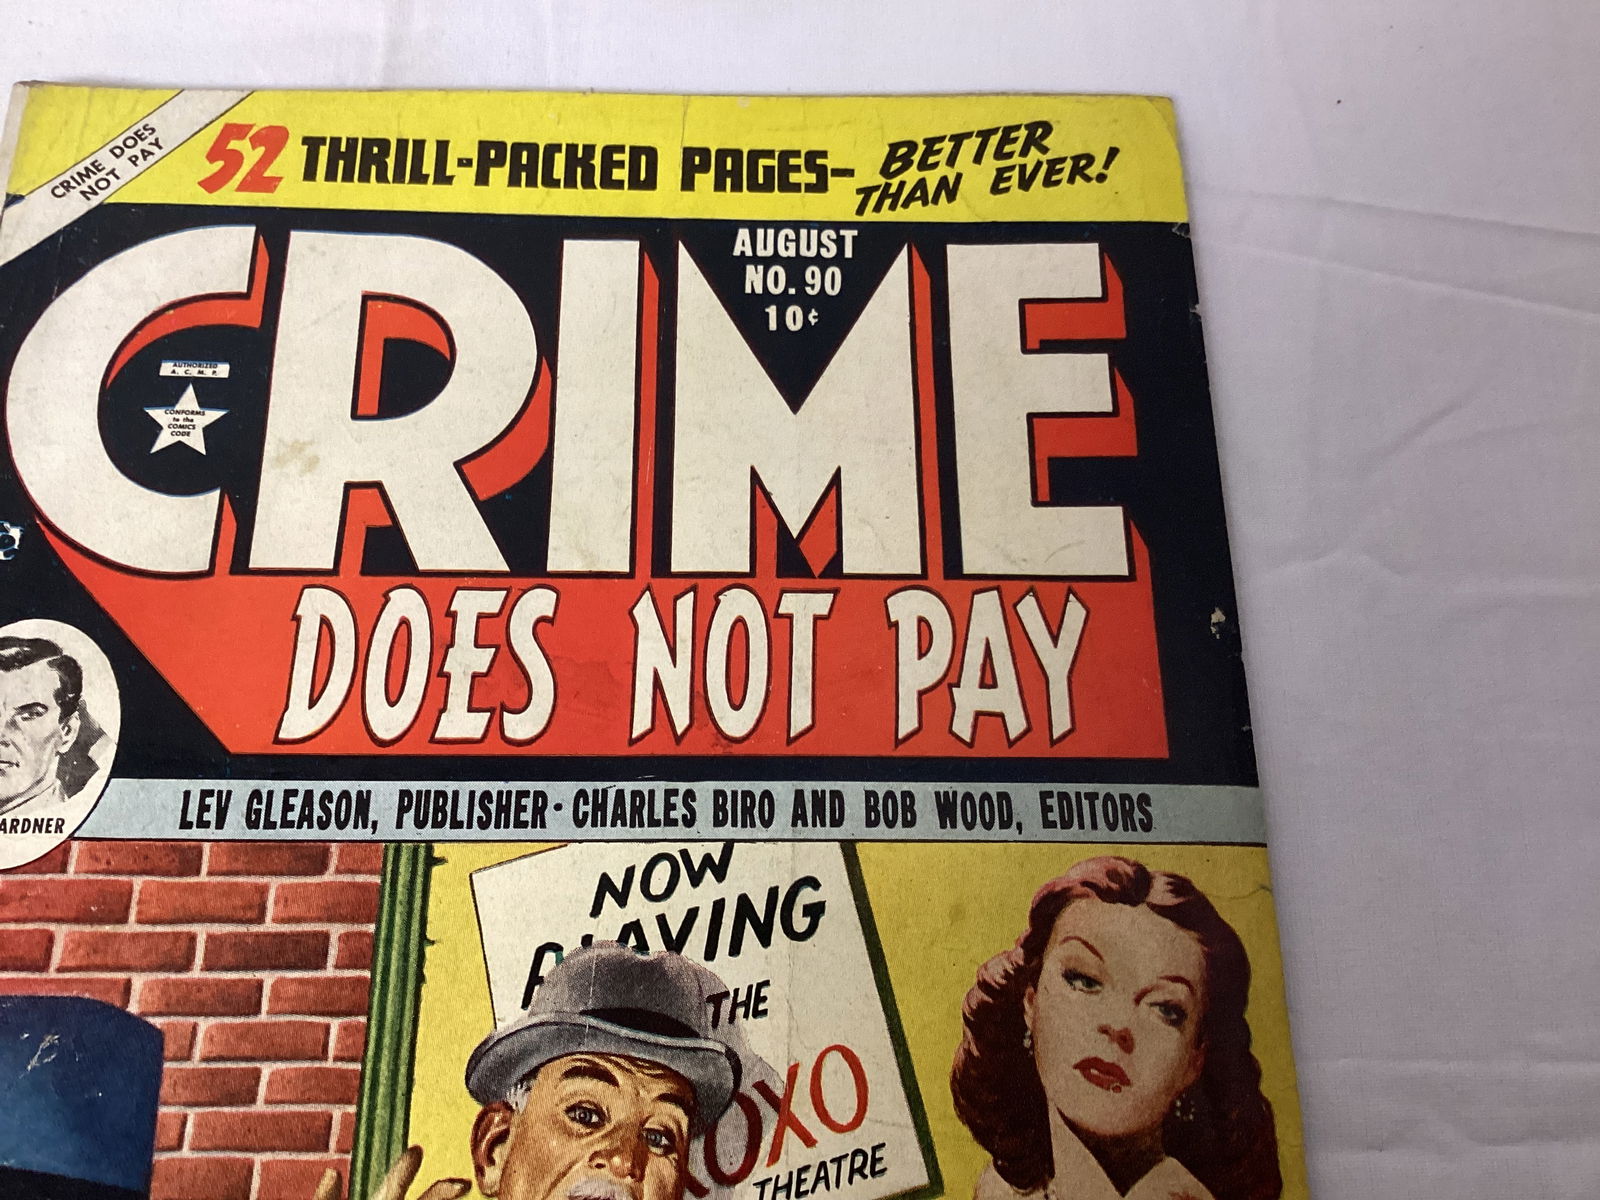 CRIME DOES
NOT PAY
52 THRILL-PACKED PAGES-
BETTER
THAN EVER!
CRIME
AUGUST
NO. 90
10¢
AUTHORIZED
A. C. M. P.
CONFORMS
to the
COMICS
CODE
DOES NOT PAY
ARDNER
LEV GLEASON, PUBLISHER · CHARLES BIRO AND BOB WOOD, EDITORS
NOW
PLAYING
THE
OXO
THEATRE